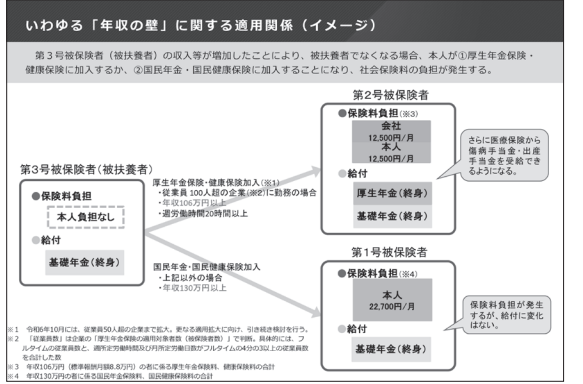 いわゆる「年収の壁」に関する適用関係（イメージ）
第３号被保険者（被扶養者）の収入等が増加したことにより、被扶養者でなくなる場合、本人が①厚生年金保険・
健康保険に加入するか、②国民年金・国民健康保険に加入することになり、社会保険料の負担が発生する。
第3号被保険者（被扶養者）
●保険料負担
本人負担なし
●給付
基礎年金（終身）
厚生年金保険・健康保険加入（※1）
・従業員 100人超の企業（※2）に勤務の場合
・年収106万円以上
・週労働時間20時間以上
国民年金・国民健康保険加入
・上記以外の場合
・年収130万円以上
第2号被保険者
●保険料負担（※3）
会社
12,500円/月
本人
12,500円/月
●給付
厚生年金（終身）
基礎年金（終身）
さらに医療保険から
傷病手当金・出産
手当金を受給でき
るようになる。
第1号被保険者
●保険料負担（※4）
本人
22,700円/月
●給付
基礎年金（終身）
保険料負担が発生
するが、給付に変化
はない。
※１　令和6年10月には、従業員50人超の企業まで拡大。更なる適用拡大に向け、引き続き検討を行う。
※２　「従業員数」は企業の「厚生年金保険の適用対象者数（被保険者数）」で判断。具体的には、フ
ルタイムの従業員数と、週所定労働時間及び月所定労働日数がフルタイムの4分の3以上の従業員数
を合計した数
※３　年収106万円（標準報酬月額8.8万円）の者に係る厚生年金保険料、健康保険料の合計
※４　年収130万円の者に係る国民年金保険料、国民健康保険料の合計